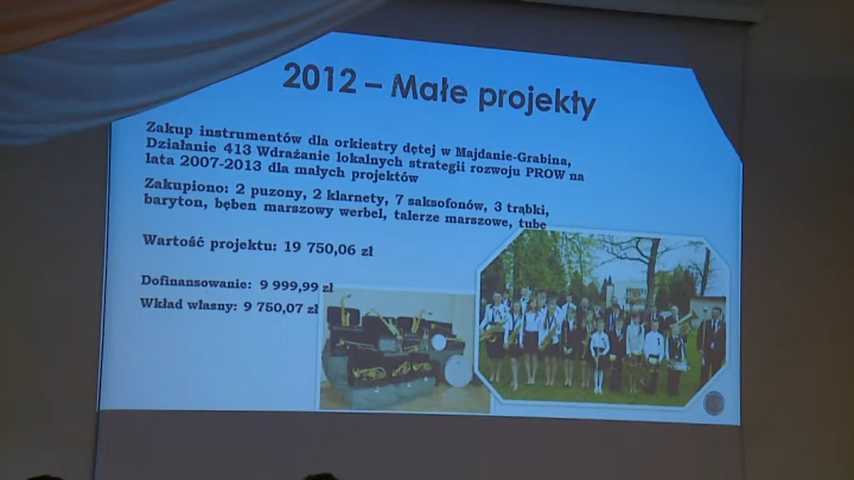 2012 – Małe projekty
Zakup instrumentów dla orkiestry dętej w Majdanie-Grabina,
Działanie 413 Wdrażanie lokalnych strategii rozwoju PROW na
lata 2007-2013 dla małych projektów
Zakupiono: 2 puzony, 2 klarnety, 7 saksofonów, 3 trąbki,
baryton, bęben marszowy werbel, talerze marszowe, tubę
Wartość projektu: 19 750,06 zł
Dofinansowanie: 9 999,99 zł
Wkład własny: 9 750,07 zł